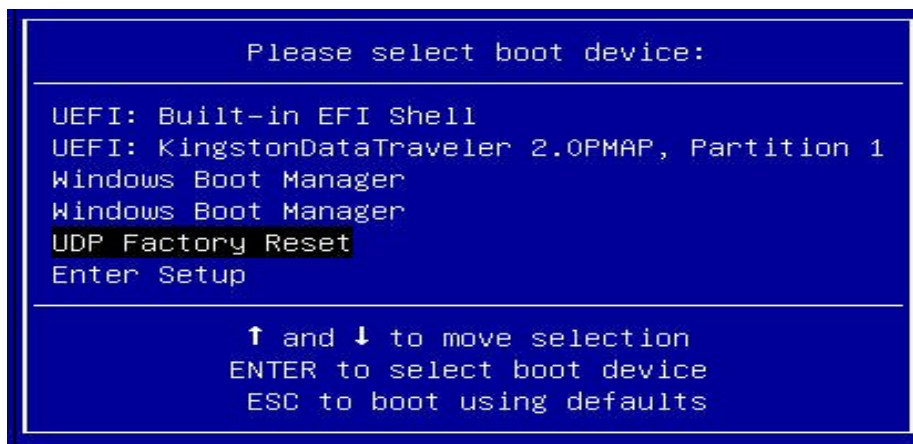 Please select boot device:
UEFI: Built-in EFI Shell
UEFI: KingstonDataTraveler 2.0PMAP, Partition 1
Windows Boot Manager
Windows Boot Manager
UDP Factory Reset
Enter Setup
↑ and ↓ to move selection
ENTER to select boot device
ESC to boot using defaults